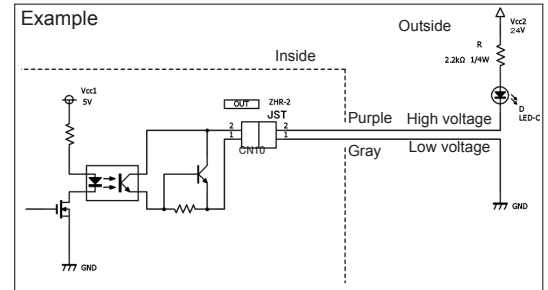 Example
Outside
Vcc2
24V
R
2.2kΩ 1/4W
Inside
D
LED-C
Vcc1
5V
OUT
ZHR-2
JST
2
1
2
1
CN10
Purple
High voltage
Gray
Low voltage
GND
GND